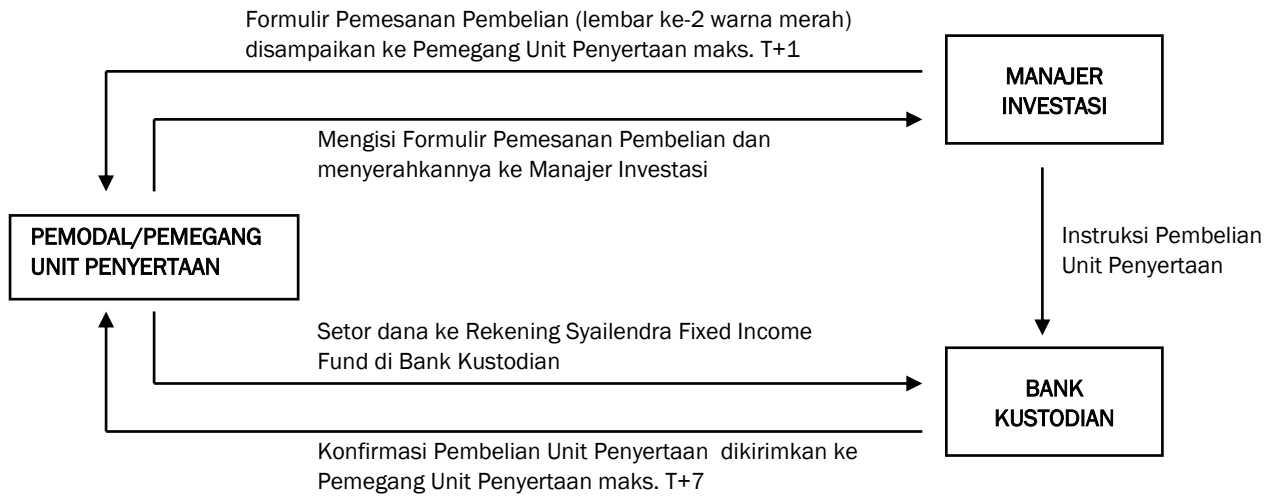 Formulir Pemesanan Pembelian (lembar ke-2 warna merah)
disampaikan ke Pemegang Unit Penyertaan maks. T+1
MANAJER
INVESTASI
Mengisi Formulir Pemesanan Pembelian dan
menyerahkannya ke Manajer Investasi
PEMODAL/PEMEGANG
UNIT PENYERTAAN
Instruksi Pembelian
Unit Penyertaan
Setor dana ke Rekening Syailendra Fixed Income
Fund di Bank Kustodian
BANK
KUSTODIAN
Konfirmasi Pembelian Unit Penyertaan dikirimkan ke
Pemegang Unit Penyertaan maks. T+7